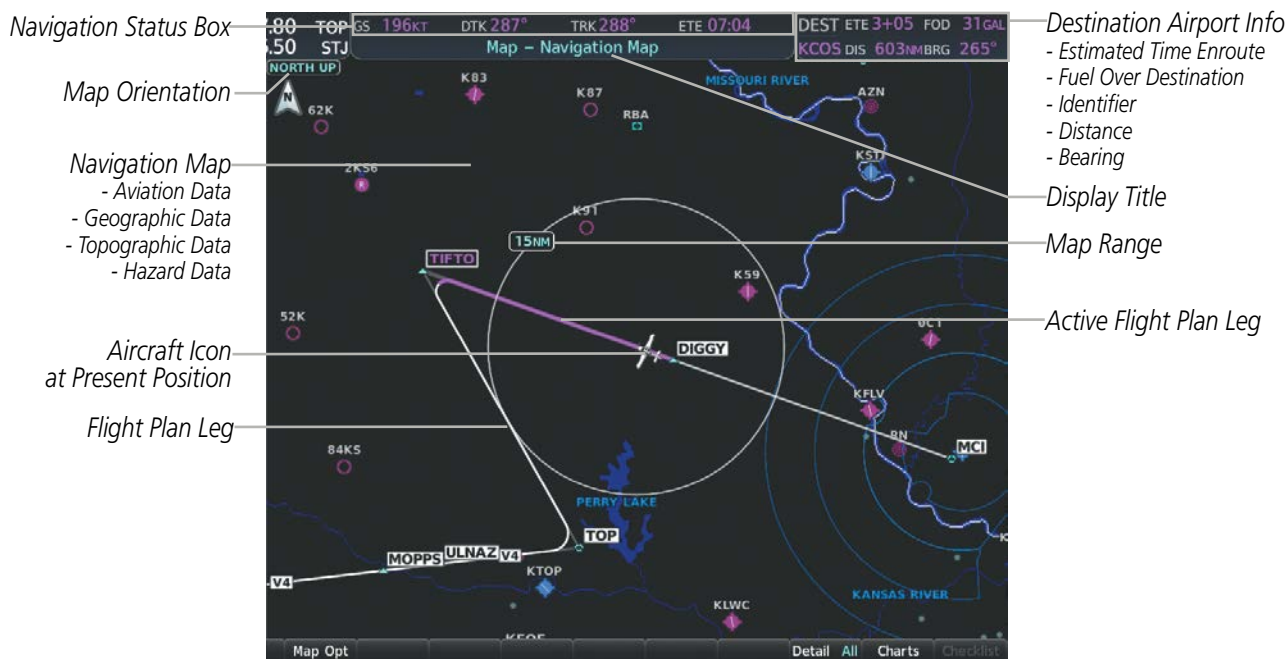 Navigation Status Box
Map Orientation
Navigation Map
- Aviation Data
- Geographic Data
- Topographic Data
- Hazard Data
Aircraft Icon
at Present Position
Flight Plan Leg
.80 TOP
.50 STJ
GS 196KT DTK 287° TRK 288° ETE 07:04
Map – Navigation Map
DEST ETE 3+05 FOD 31GAL
KCOS DIS 603NM BRG 265°
NORTH UP
N
K83
K87
MISSOURI RIVER
AZN
62K
RBA
2KS6
R
K91
15NM
TIFTO
K59
52K
DIGGY
KFLV
RN
MCI
84KS
PERRY LAKE
TOP
MOPPS
ULNAZ
V4
V4
KTOP
KANSAS RIVER
KLWC
Map Opt
Detail All
Charts
Checklist
Destination Airport Info
- Estimated Time Enroute
- Fuel Over Destination
- Identifier
- Distance
- Bearing
Display Title
Map Range
Active Flight Plan Leg